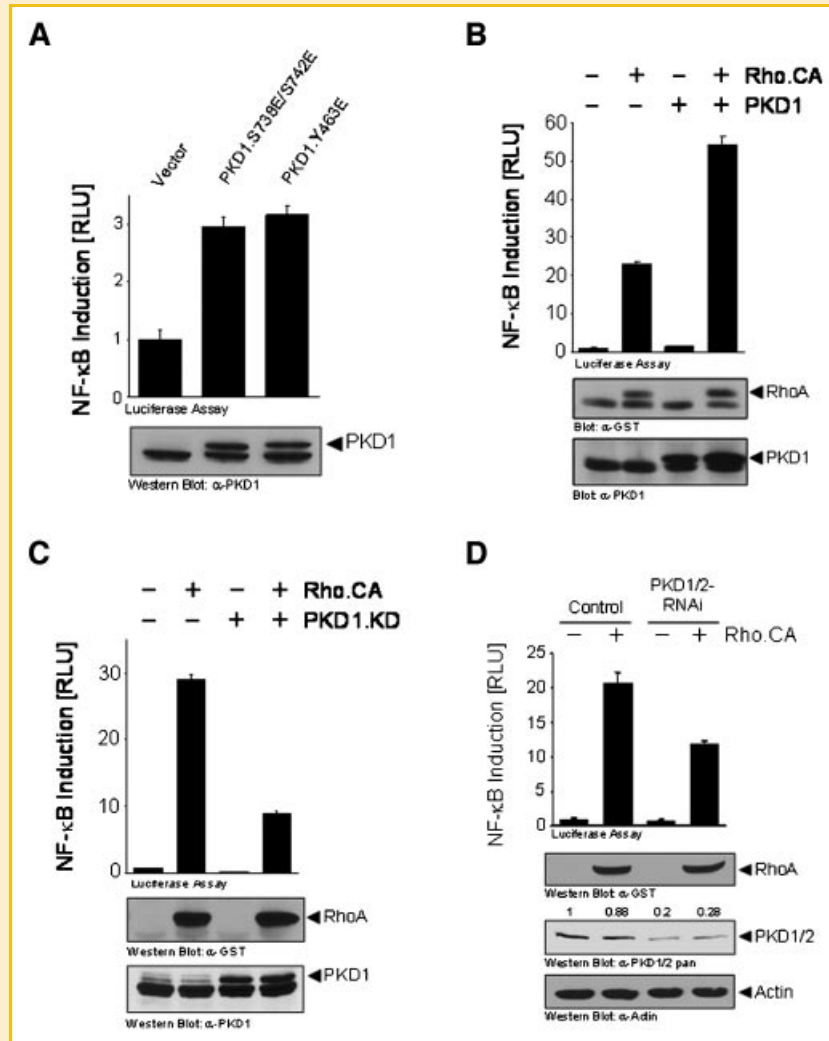 A
Vector
PKD1.S738E/S742E
PKD1.Y463E
NF-κB Induction [RLU]
3
2
1
0
Luciferase Assay
PKD1
Western Blot: α-PKD1
B
– + – + Rho.CA
– – + + PKD1
NF-κB Induction [RLU]
60
50
40
30
20
10
0
Luciferase Assay
RhoA
Blot: α-GST
PKD1
Blot: α-PKD1
C
– + – + Rho.CA
– – + + PKD1.KD
NF-κB Induction [RLU]
30
20
10
0
Luciferase Assay
RhoA
Western Blot: α-GST
PKD1
Western Blot: α-PKD1
D
PKD1/2-
Control RNAi
– + – + Rho.CA
NF-κB Induction [RLU]
25
20
15
10
5
0
Luciferase Assay
RhoA
Western Blot: α-GST
1 0.88 0.2 0.28
PKD1/2
Western Blot: α-PKD1/2 pan
Actin
Western Blot: α-Actin